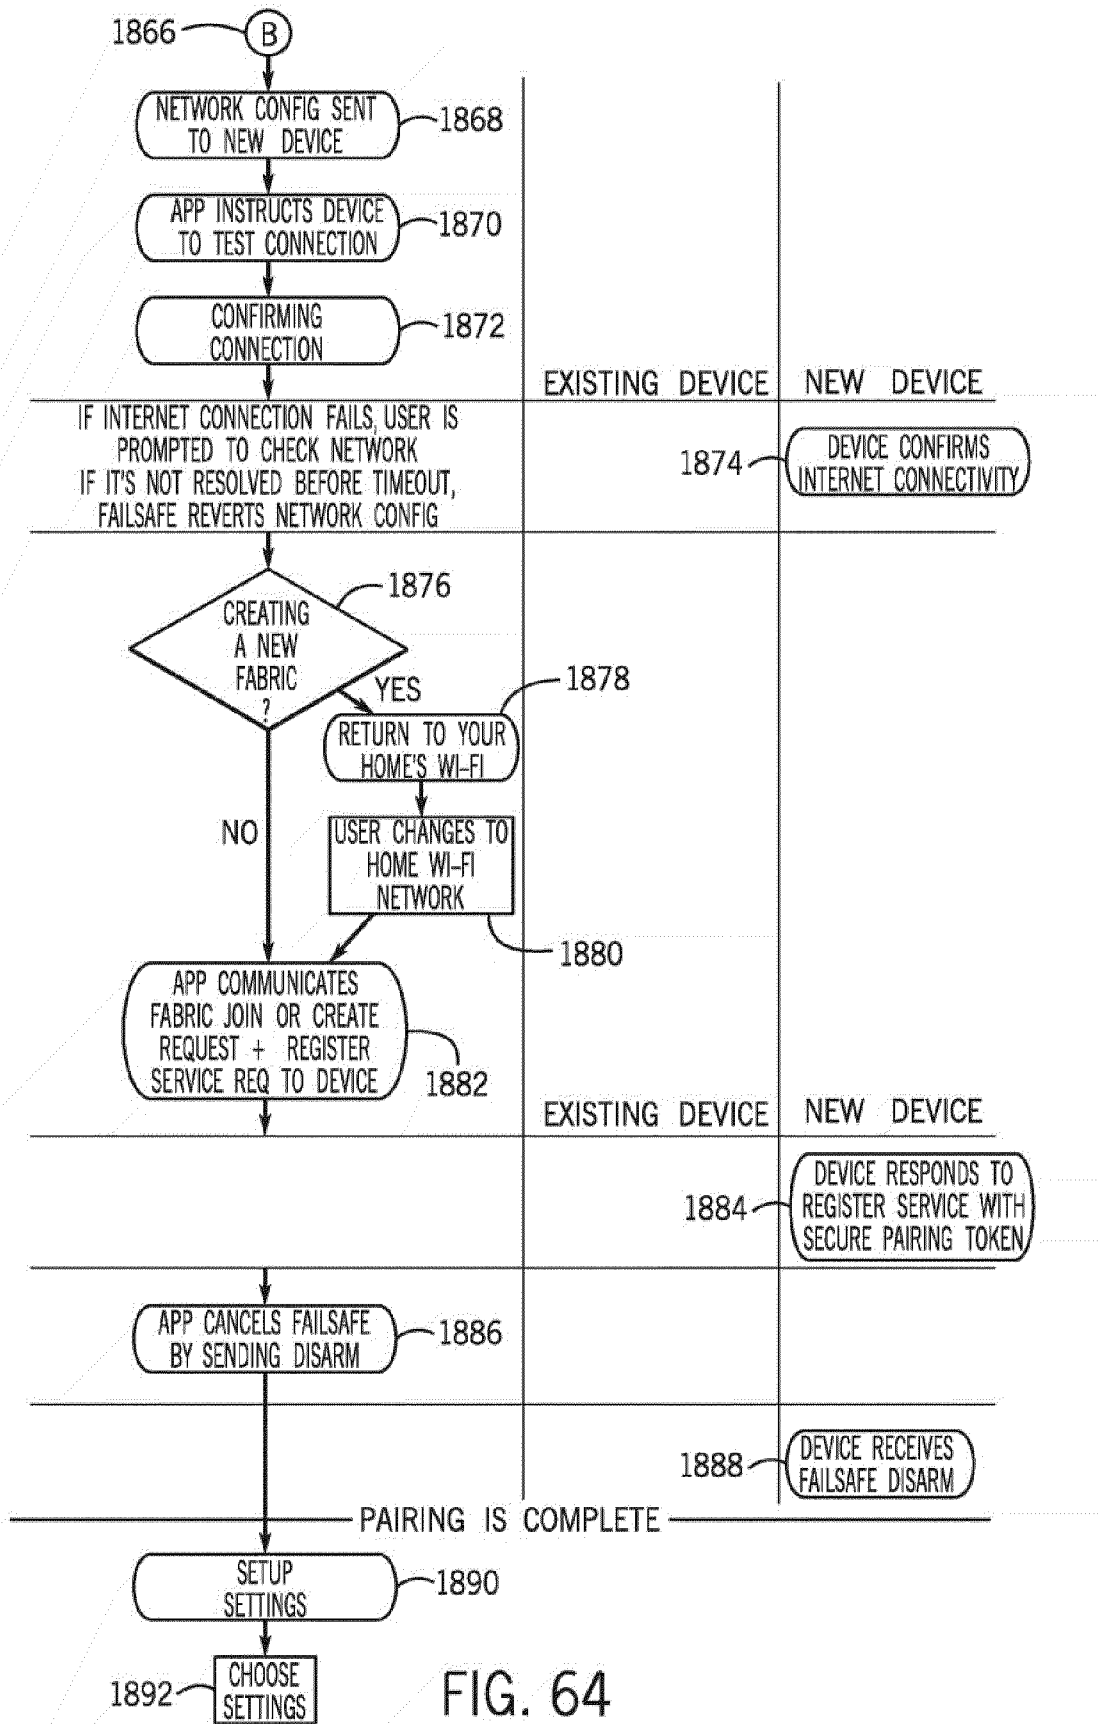 1866
B
NETWORK CONFIG SENT
TO NEW DEVICE
1868
APP INSTRUCTS DEVICE
TO TEST CONNECTION
1870
CONFIRMING
CONNECTION
1872
EXISTING DEVICE
NEW DEVICE
IF INTERNET CONNECTION FAILS, USER IS
PROMPTED TO CHECK NETWORK
IF IT'S NOT RESOLVED BEFORE TIMEOUT,
FAILSAFE REVERTS NETWORK CONFIG
1874
DEVICE CONFIRMS
INTERNET CONNECTIVITY
1876
CREATING
A NEW
FABRIC
?
YES
1878
RETURN TO YOUR
HOME'S WI-FI
NO
USER CHANGES TO
HOME WI-FI
NETWORK
1880
APP COMMUNICATES
FABRIC JOIN OR CREATE
REQUEST + REGISTER
SERVICE REQ TO DEVICE
1882
EXISTING DEVICE
NEW DEVICE
1884
DEVICE RESPONDS TO
REGISTER SERVICE WITH
SECURE PAIRING TOKEN
APP CANCELS FAILSAFE
BY SENDING DISARM
1886
1888
DEVICE RECEIVES
FAILSAFE DISARM
PAIRING IS COMPLETE
SETUP
SETTINGS
1890
1892
CHOOSE
SETTINGS
FIG. 64